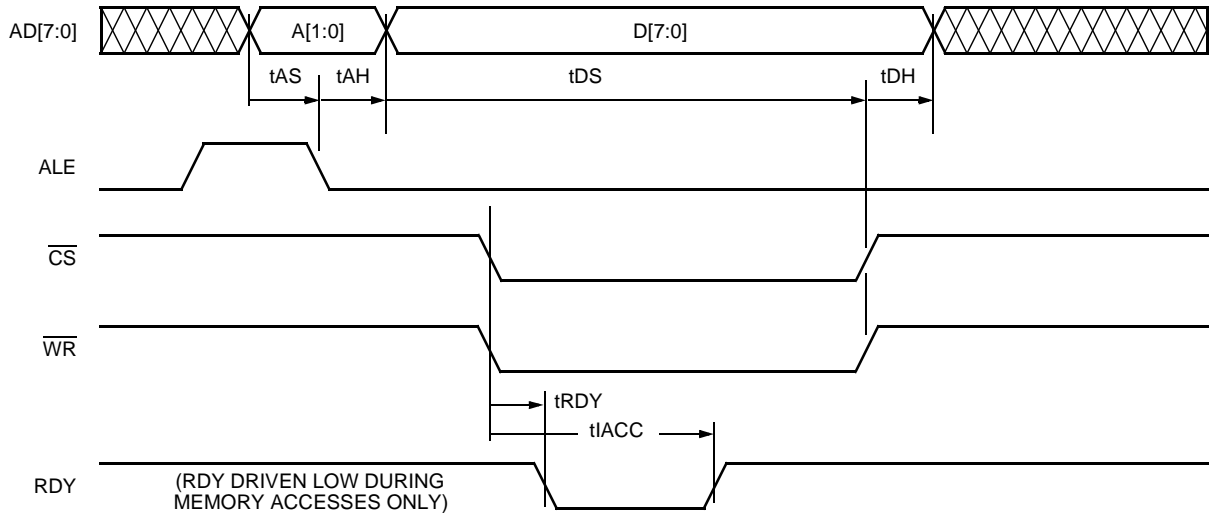 AD[7:0]
A[1:0]
D[7:0]
tAS
tAH
tDS
tDH
ALE
CS
WR
tRDY
tIACC
RDY
(RDY DRIVEN LOW DURING
MEMORY ACCESSES ONLY)